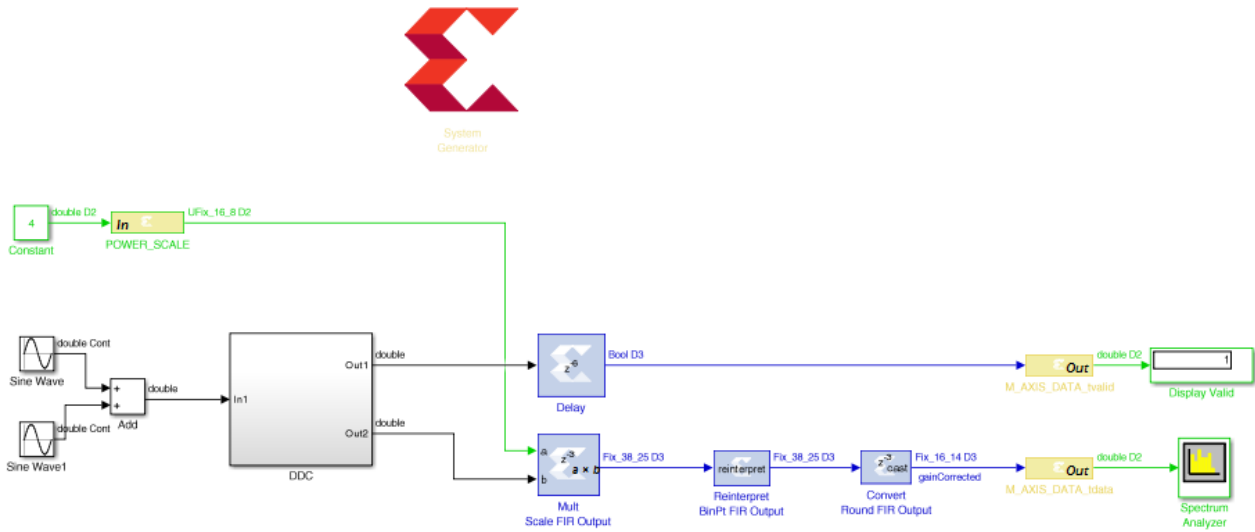 System
Generator
double D2
UFix_16_8 D2
4
In
Constant
POWER_SCALE
double Cont
Sine Wave
+
+
double
Add
double Cont
Sine Wave1
In1
Out1
Out2
DDC
double
double
z-6
Bool D3
Delay
Out
double D2
1
M_AXIS_DATA_tvalid
Display Valid
a
b
z-3
a × b
Fix_38_25 D3
Mult
Scale FIR Output
reinterpret
Fix_38_25 D3
Reinterpret
BinPt FIR Output
z-3
cast
Fix_16_14 D3
gainCorrected
Convert
Round FIR Output
Out
double D2
M_AXIS_DATA_tdata
Spectrum
Analyzer